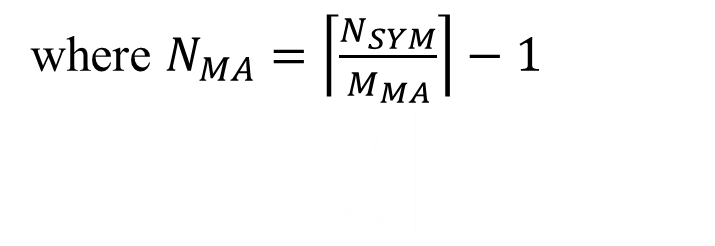 where N_MA = ⌈N_SYM / M_MA⌉ − 1